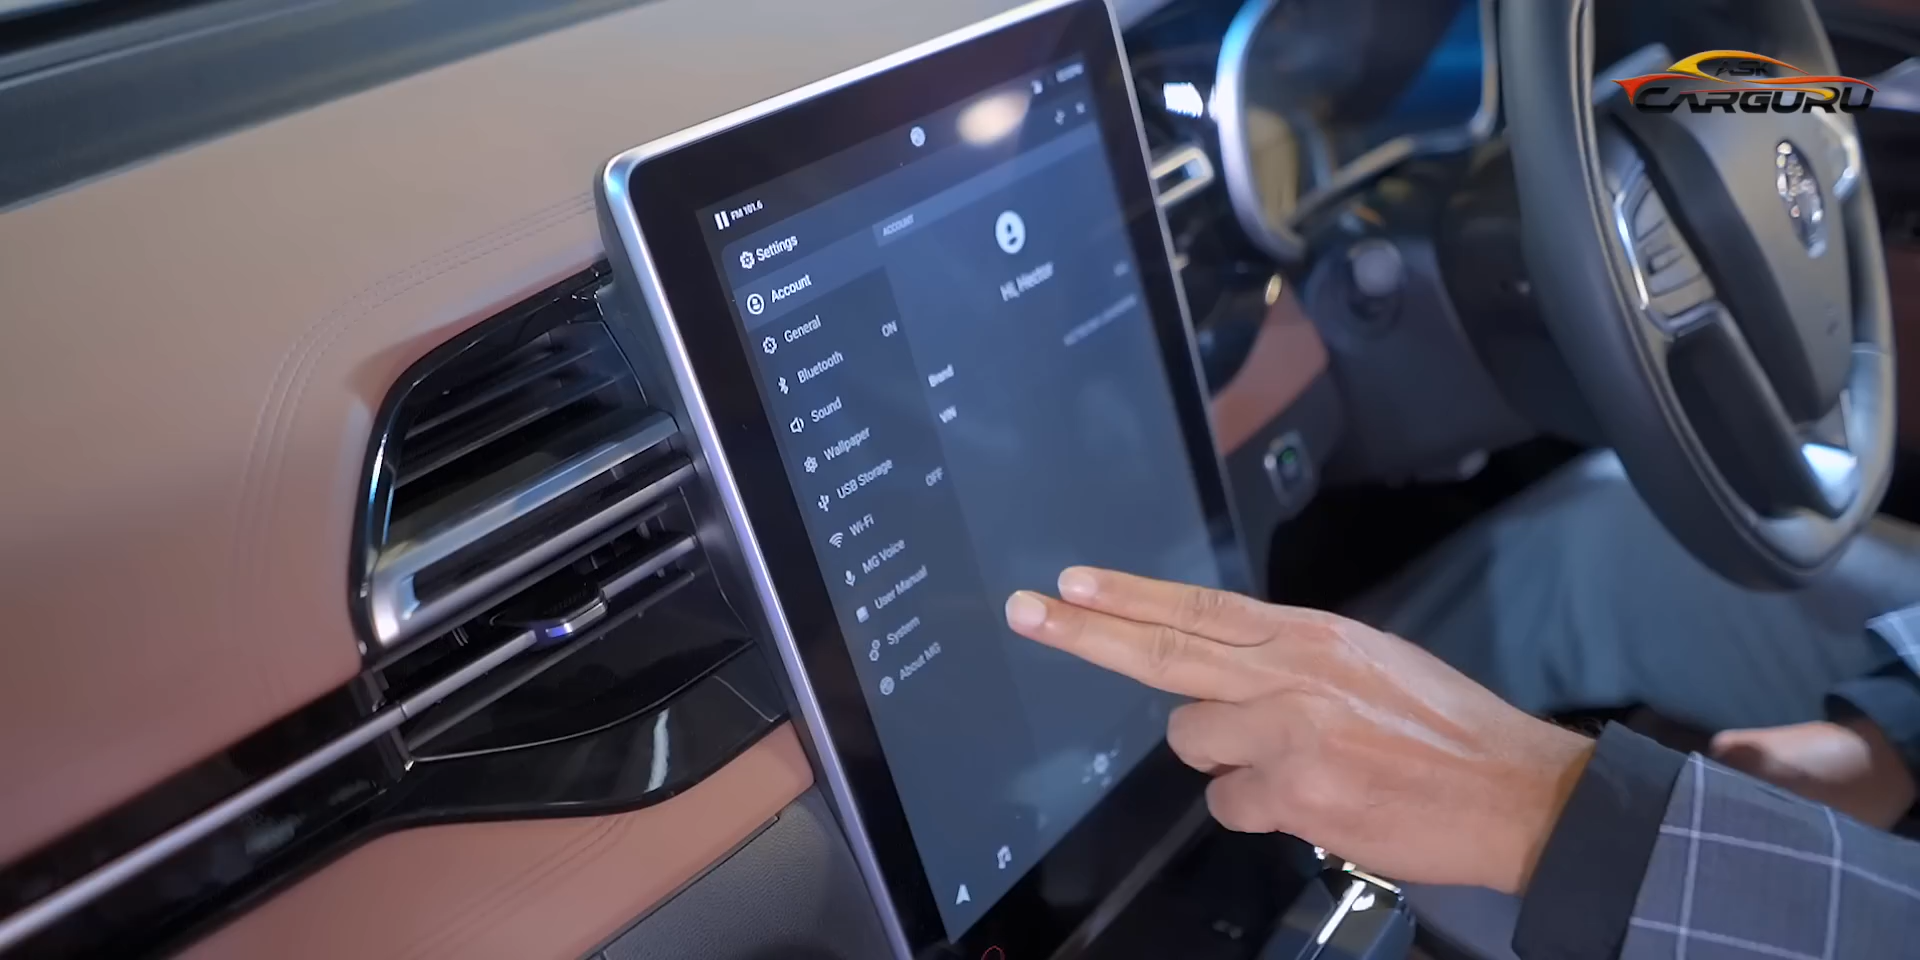 ASK
CARGURU
FM 101.6
Settings
ACCOUNT
Account
Hi, Hector
General
Bluetooth ON
Sound
Brand
Wallpaper
VIN
USB Storage
Wi-Fi OFF
MG Voice
User Manual
System
About MG